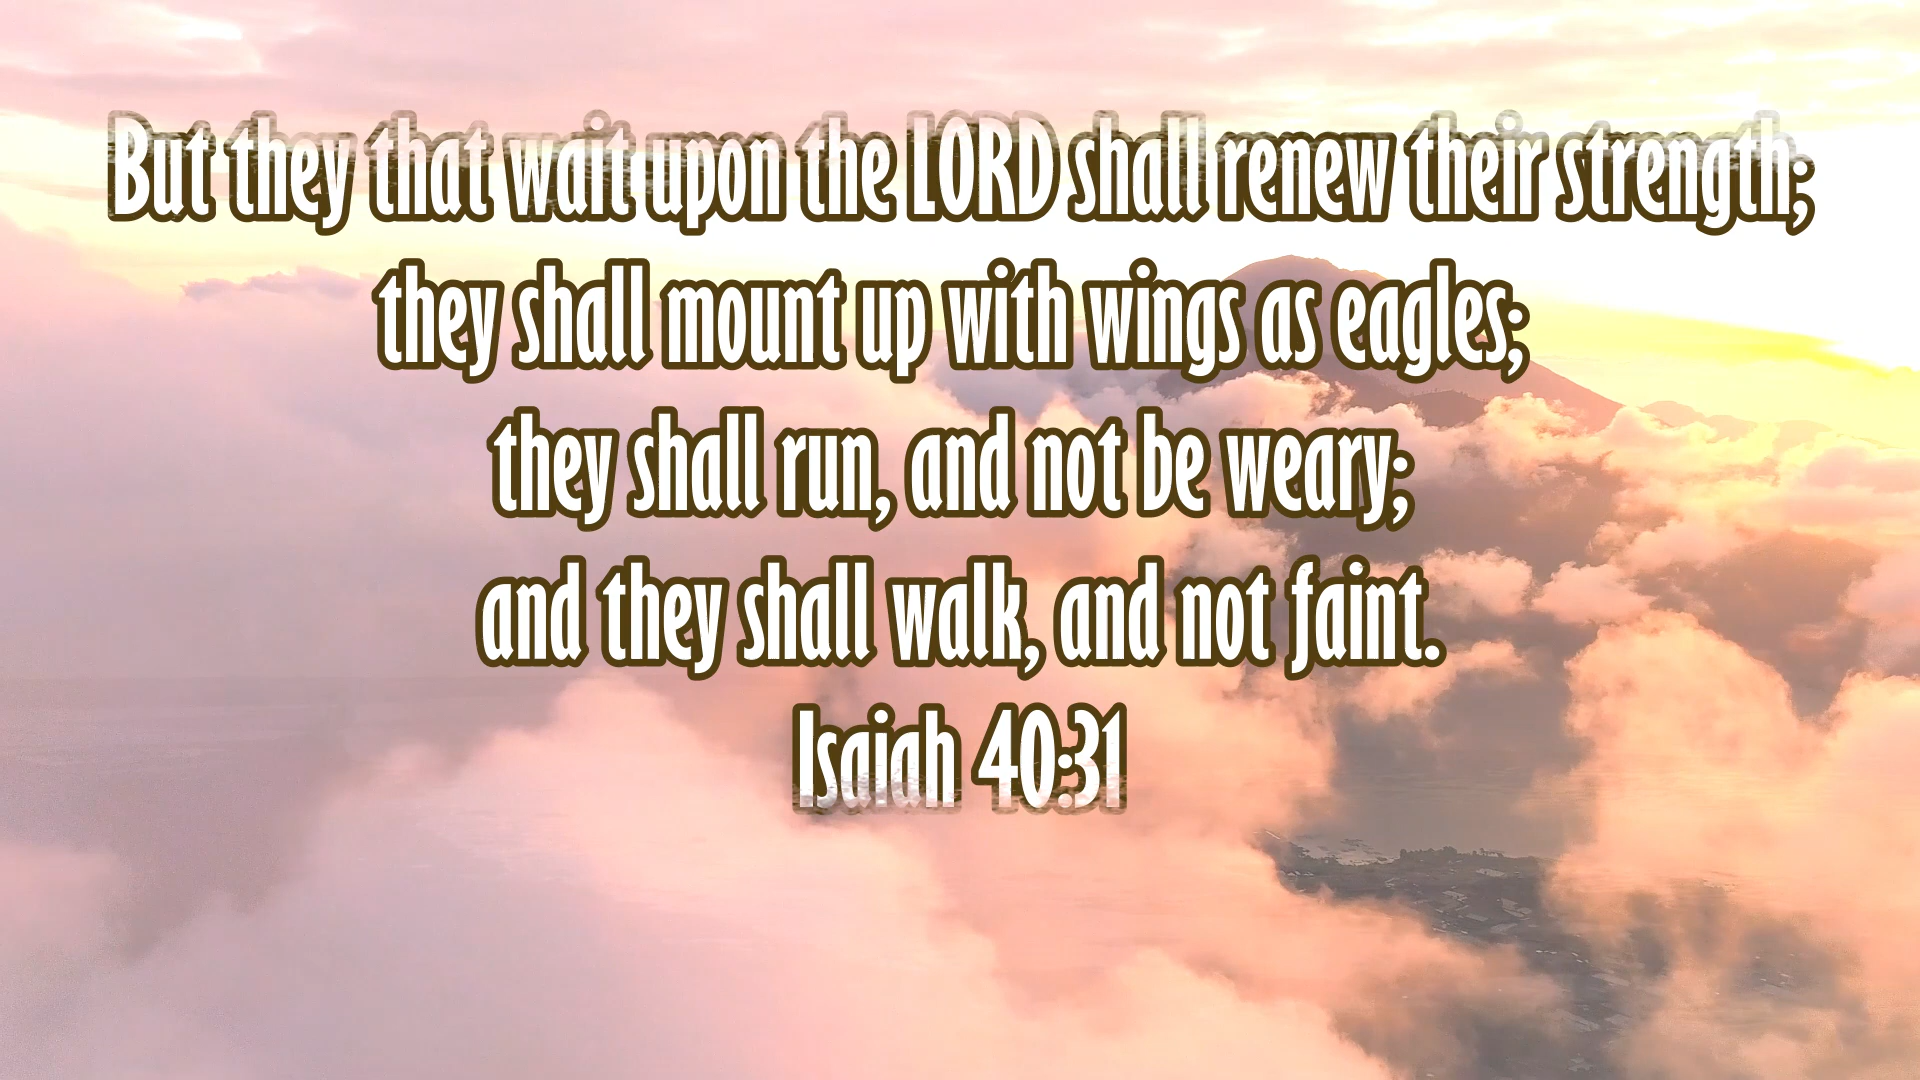 But they that wait upon the LORD shall renew their strength;
they shall mount up with wings as eagles;
they shall run, and not be weary;
and they shall walk, and not faint.
Isaiah 40:31